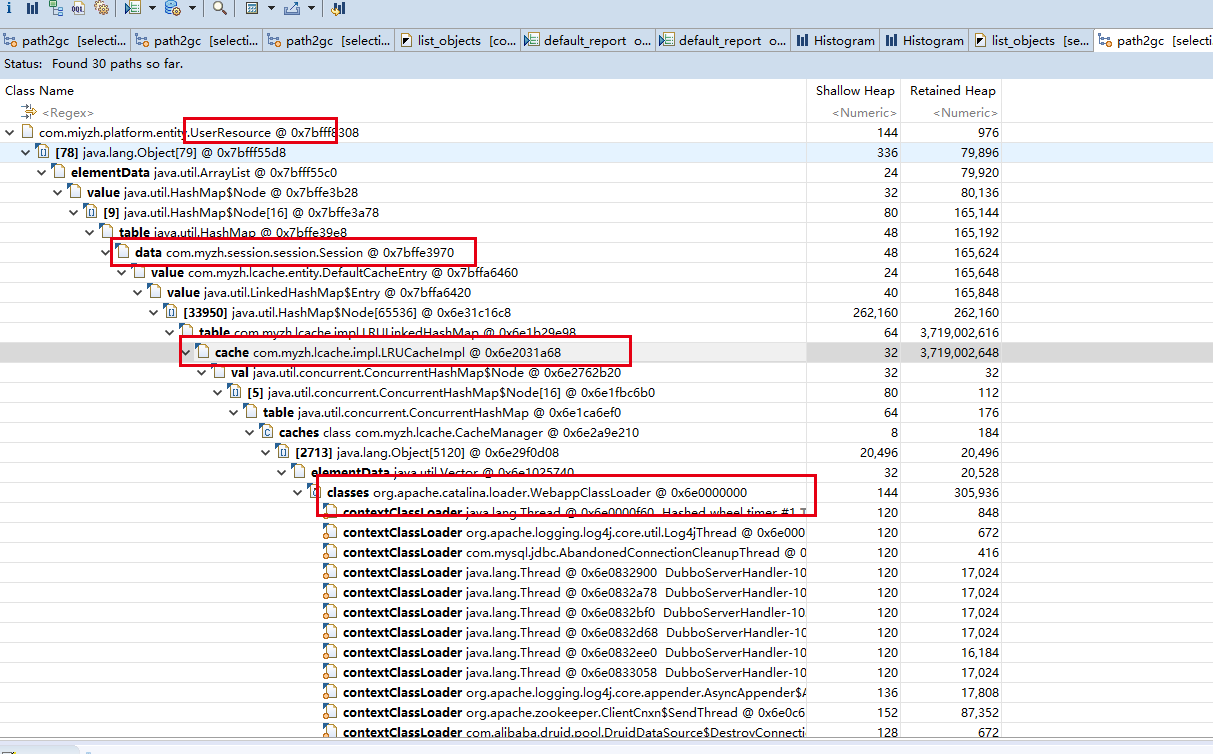 path2gc [selecti...
path2gc [selecti...
path2gc [selecti...
list_objects [co...
default_report o...
default_report o...
Histogram
Histogram
list_objects [se...
path2gc [selecti
Status: Found 30 paths so far.
Class Name Shallow Heap Retained Heap
<Regex> <Numeric> <Numeric>
com.miyzh.platform.entity.UserResource @ 0x7bfff8308 144 976
[78] java.lang.Object[79] @ 0x7bfff55d8 336 79,896
elementData java.util.ArrayList @ 0x7bfff55c0 24 79,920
value java.util.HashMap$Node @ 0x7bffe3b28 32 80,136
[9] java.util.HashMap$Node[16] @ 0x7bffe3a78 80 165,144
table java.util.HashMap @ 0x7bffe39e8 48 165,192
data com.myzh.session.session.Session @ 0x7bffe3970 48 165,624
value com.myzh.lcache.entity.DefaultCacheEntry @ 0x7bffa6460 24 165,648
value java.util.LinkedHashMap$Entry @ 0x7bffa6420 40 165,848
[33950] java.util.HashMap$Node[65536] @ 0x6e31c16c8 262,160 262,160
table com.myzh.lcache.impl.LRULinkedHashMap @ 0x6e1b29e98 64 3,719,002,616
cache com.myzh.lcache.impl.LRUCacheImpl @ 0x6e2031a68 32 3,719,002,648
val java.util.concurrent.ConcurrentHashMap$Node @ 0x6e2762b20 32 32
[5] java.util.concurrent.ConcurrentHashMap$Node[16] @ 0x6e1fbc6b0 80 112
table java.util.concurrent.ConcurrentHashMap @ 0x6e1ca6ef0 64 176
caches class com.myzh.lcache.CacheManager @ 0x6e2a9e210 8 184
[2713] java.lang.Object[5120] @ 0x6e29f0d08 20,496 20,496
elementData java.util.Vector @ 0x6e1025740 32 20,528
classes org.apache.catalina.loader.WebappClassLoader @ 0x6e0000000 144 305,936
contextClassLoader java.lang.Thread @ 0x6e0000f60 Hashed wheel timer #1 T 120 848
contextClassLoader org.apache.logging.log4j.core.util.Log4jThread @ 0x6e000 120 672
contextClassLoader com.mysql.jdbc.AbandonedConnectionCleanupThread @ 0 120 416
contextClassLoader java.lang.Thread @ 0x6e0832900 DubboServerHandler-10 120 17,024
contextClassLoader java.lang.Thread @ 0x6e0832a78 DubboServerHandler-10 120 17,024
contextClassLoader java.lang.Thread @ 0x6e0832bf0 DubboServerHandler-10 120 17,024
contextClassLoader java.lang.Thread @ 0x6e0832d68 DubboServerHandler-10 120 17,024
contextClassLoader java.lang.Thread @ 0x6e0832ee0 DubboServerHandler-10 120 16,184
contextClassLoader java.lang.Thread @ 0x6e0833058 DubboServerHandler-10 120 17,024
contextClassLoader org.apache.logging.log4j.core.appender.AsyncAppender$A 136 17,808
contextClassLoader org.apache.zookeeper.ClientCnxn$SendThread @ 0x6e0c6 152 87,352
contextClassLoader com.alibaba.druid.pool.DruidDataSource$DestroyConnecti 128 672